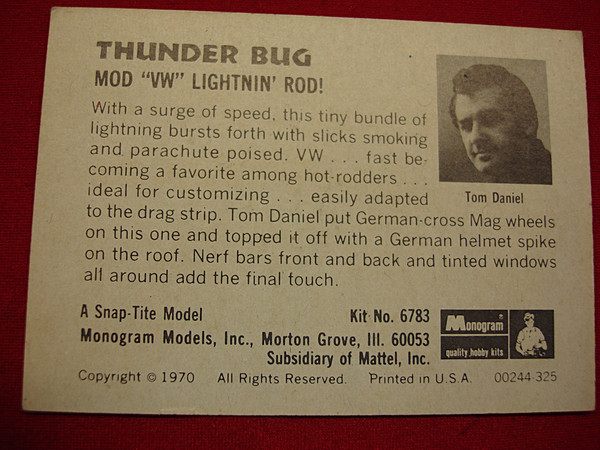 THUNDER BUG
MOD "VW" LIGHTNIN' ROD!
With a surge of speed, this tiny bundle of
lightning bursts forth with slicks smoking
and parachute poised. VW . . . fast be-
coming a favorite among hot-rodders . . .
ideal for customizing . . . easily adapted
to the drag strip. Tom Daniel put German-cross Mag wheels
on this one and topped it off with a German helmet spike
on the roof. Nerf bars front and back and tinted windows
all around add the final touch.
Tom Daniel
A Snap-Tite Model Kit No. 6783
Monogram Models, Inc., Morton Grove, Ill. 60053
Subsidiary of Mattel, Inc.
Monogram ®
quality hobby kits
Copyright © 1970 All Rights Reserved. Printed in U.S.A. 00244-325